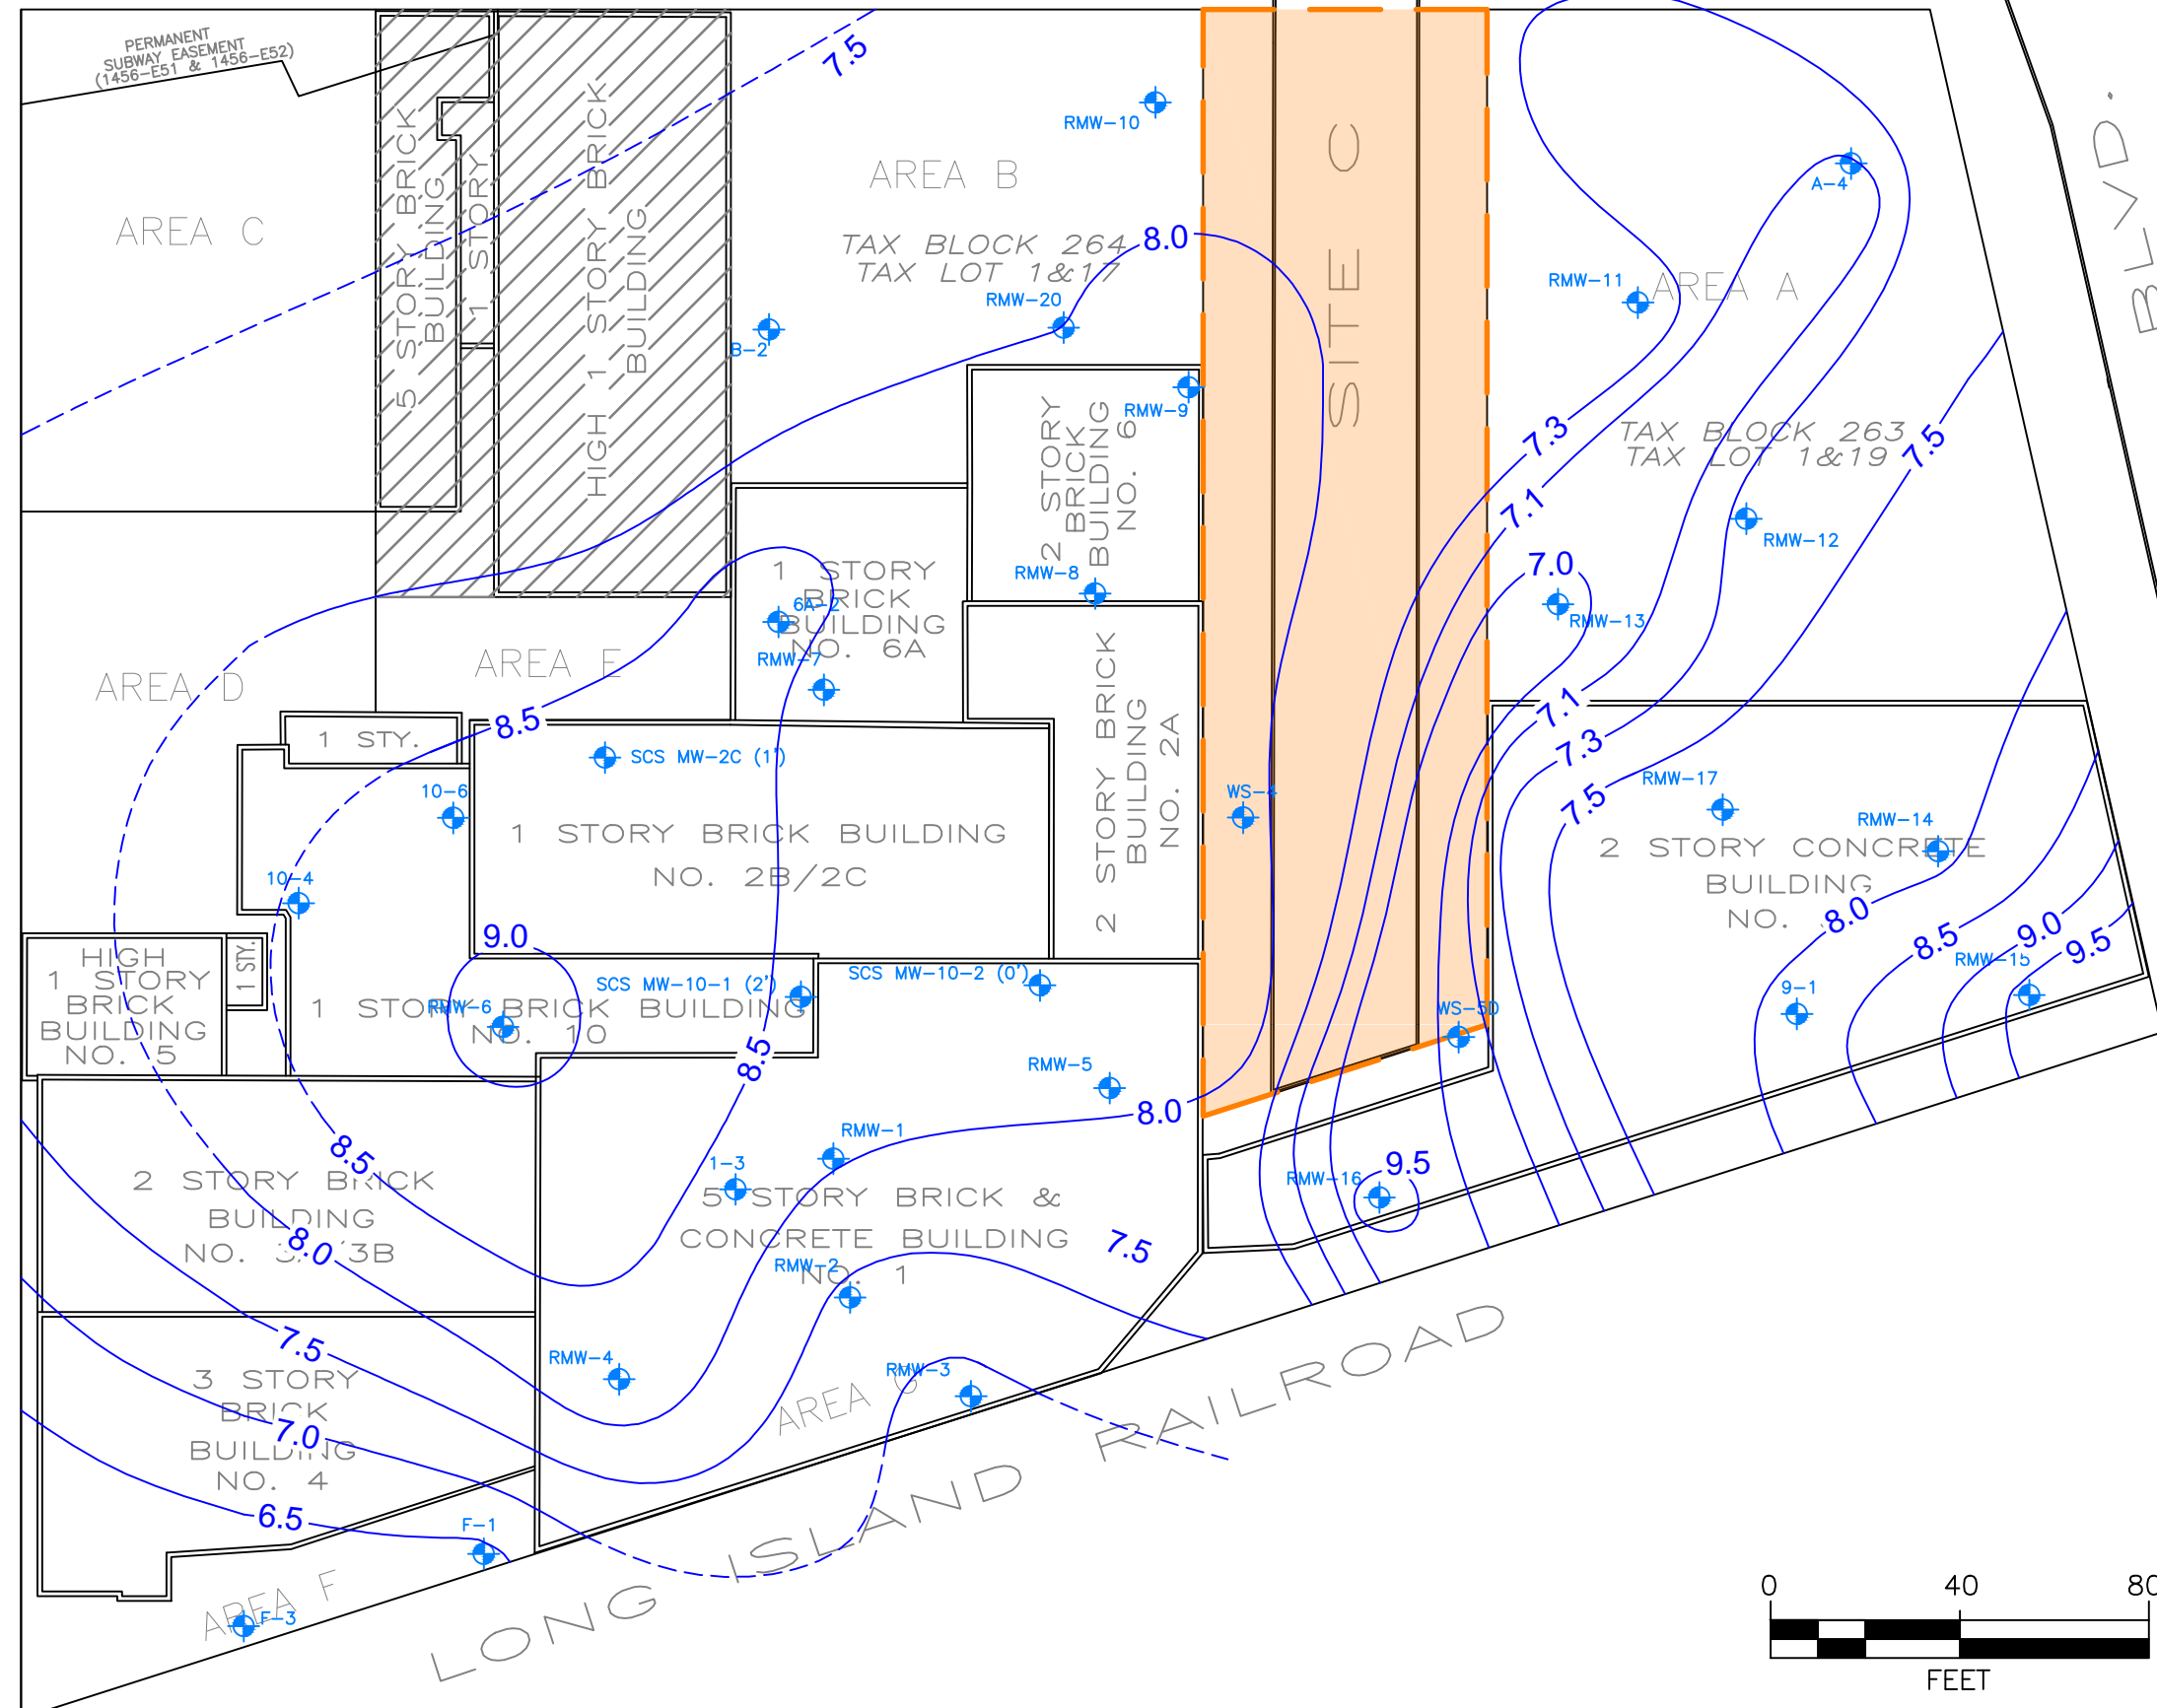 PERMANENT
SUBWAY EASEMENT
(1456-E51 & 1456-E52)
AREA C
5 STORY BRICK
BUILDING
1 STORY
HIGH 1 STORY BRICK
BUILDING
7.5
RMW-10
AREA B
TAX BLOCK 264
TAX LOT 1&17
8.0
RMW-20
B-2
RMW-9
SITE C
RMW-11
AREA A
A-4
BLVD.
7.3
7.1
7.0
TAX BLOCK 263
TAX LOT 1&19
7.5
RMW-12
RMW-13
2 STORY
BRICK
BUILDING
NO. 6
RMW-8
1 STORY
BRICK
BUILDING
NO. 6A
6A-2
RMW-7
AREA E
AREA D
8.5
1 STY.
10-6
SCS MW-2C (1')
1 STORY BRICK BUILDING
NO. 2B/2C
2 STORY BRICK
BUILDING
NO. 2A
WS-4
7.1
7.3
7.5
RMW-17
RMW-14
2 STORY CONCRETE
BUILDING
NO.
8.0
8.5
9.0
9.5
RMW-15
9-1
WS-5D
10-4
9.0
HIGH
1 STORY
BRICK
BUILDING
NO. 5
1 STY.
SCS MW-10-1 (2')
SCS MW-10-2 (0')
1 STORY BRICK BUILDING
NO. 10
RMW-6
8.5
RMW-5
8.0
RMW-1
1-3
5 STORY BRICK &
CONCRETE BUILDING
NO. 1
7.5
RMW-16
9.5
8.5
2 STORY BRICK
BUILDING
8.0
RMW-2
7.5
RMW-4
RMW-3
AREA
3 STORY
BRICK
BUILDING
NO. 4
7.0
6.5
F-1
AREA F
F-3
LONG ISLAND RAILROAD
0 40 80
FEET